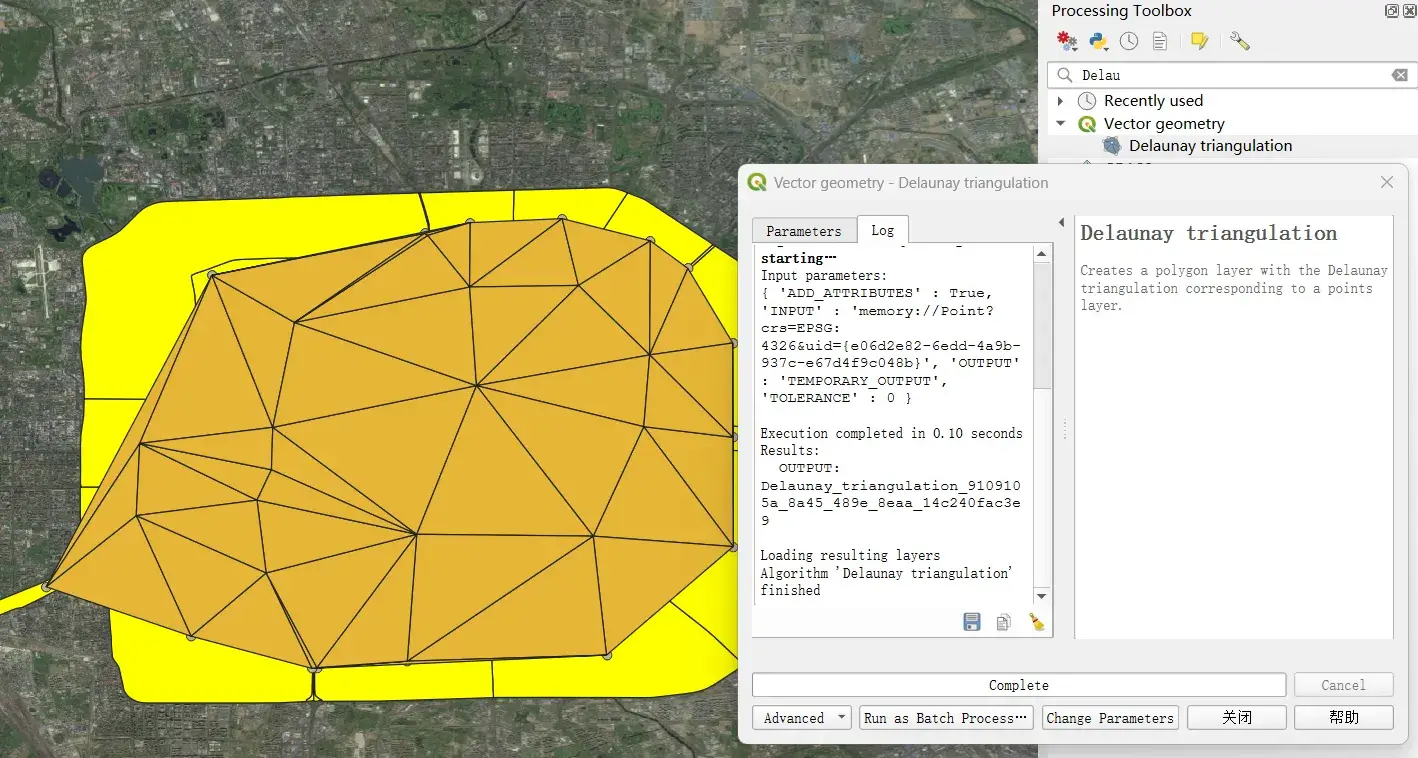 Processing Toolbox
Delau
Recently used
Vector geometry
Delaunay triangulation
Vector geometry - Delaunay triangulation
Parameters
Log
starting…
Input parameters:
{ 'ADD_ATTRIBUTES' : True,
'INPUT' : 'memory://Point?
crs=EPSG:
4326&uid={e06d2e82-6edd-4a9b-
937c-e67d4f9c048b}', 'OUTPUT'
: 'TEMPORARY_OUTPUT',
'TOLERANCE' : 0 }
Execution completed in 0.10 seconds
Results:
OUTPUT:
Delaunay_triangulation_910910
5a_8a45_489e_8eaa_14c240fac3e
9
Loading resulting layers
Algorithm 'Delaunay triangulation'
finished
Delaunay triangulation
Creates a polygon layer with the Delaunay
triangulation corresponding to a points
layer.
Complete
Cancel
Advanced
Run as Batch Process…
Change Parameters
关闭
帮助